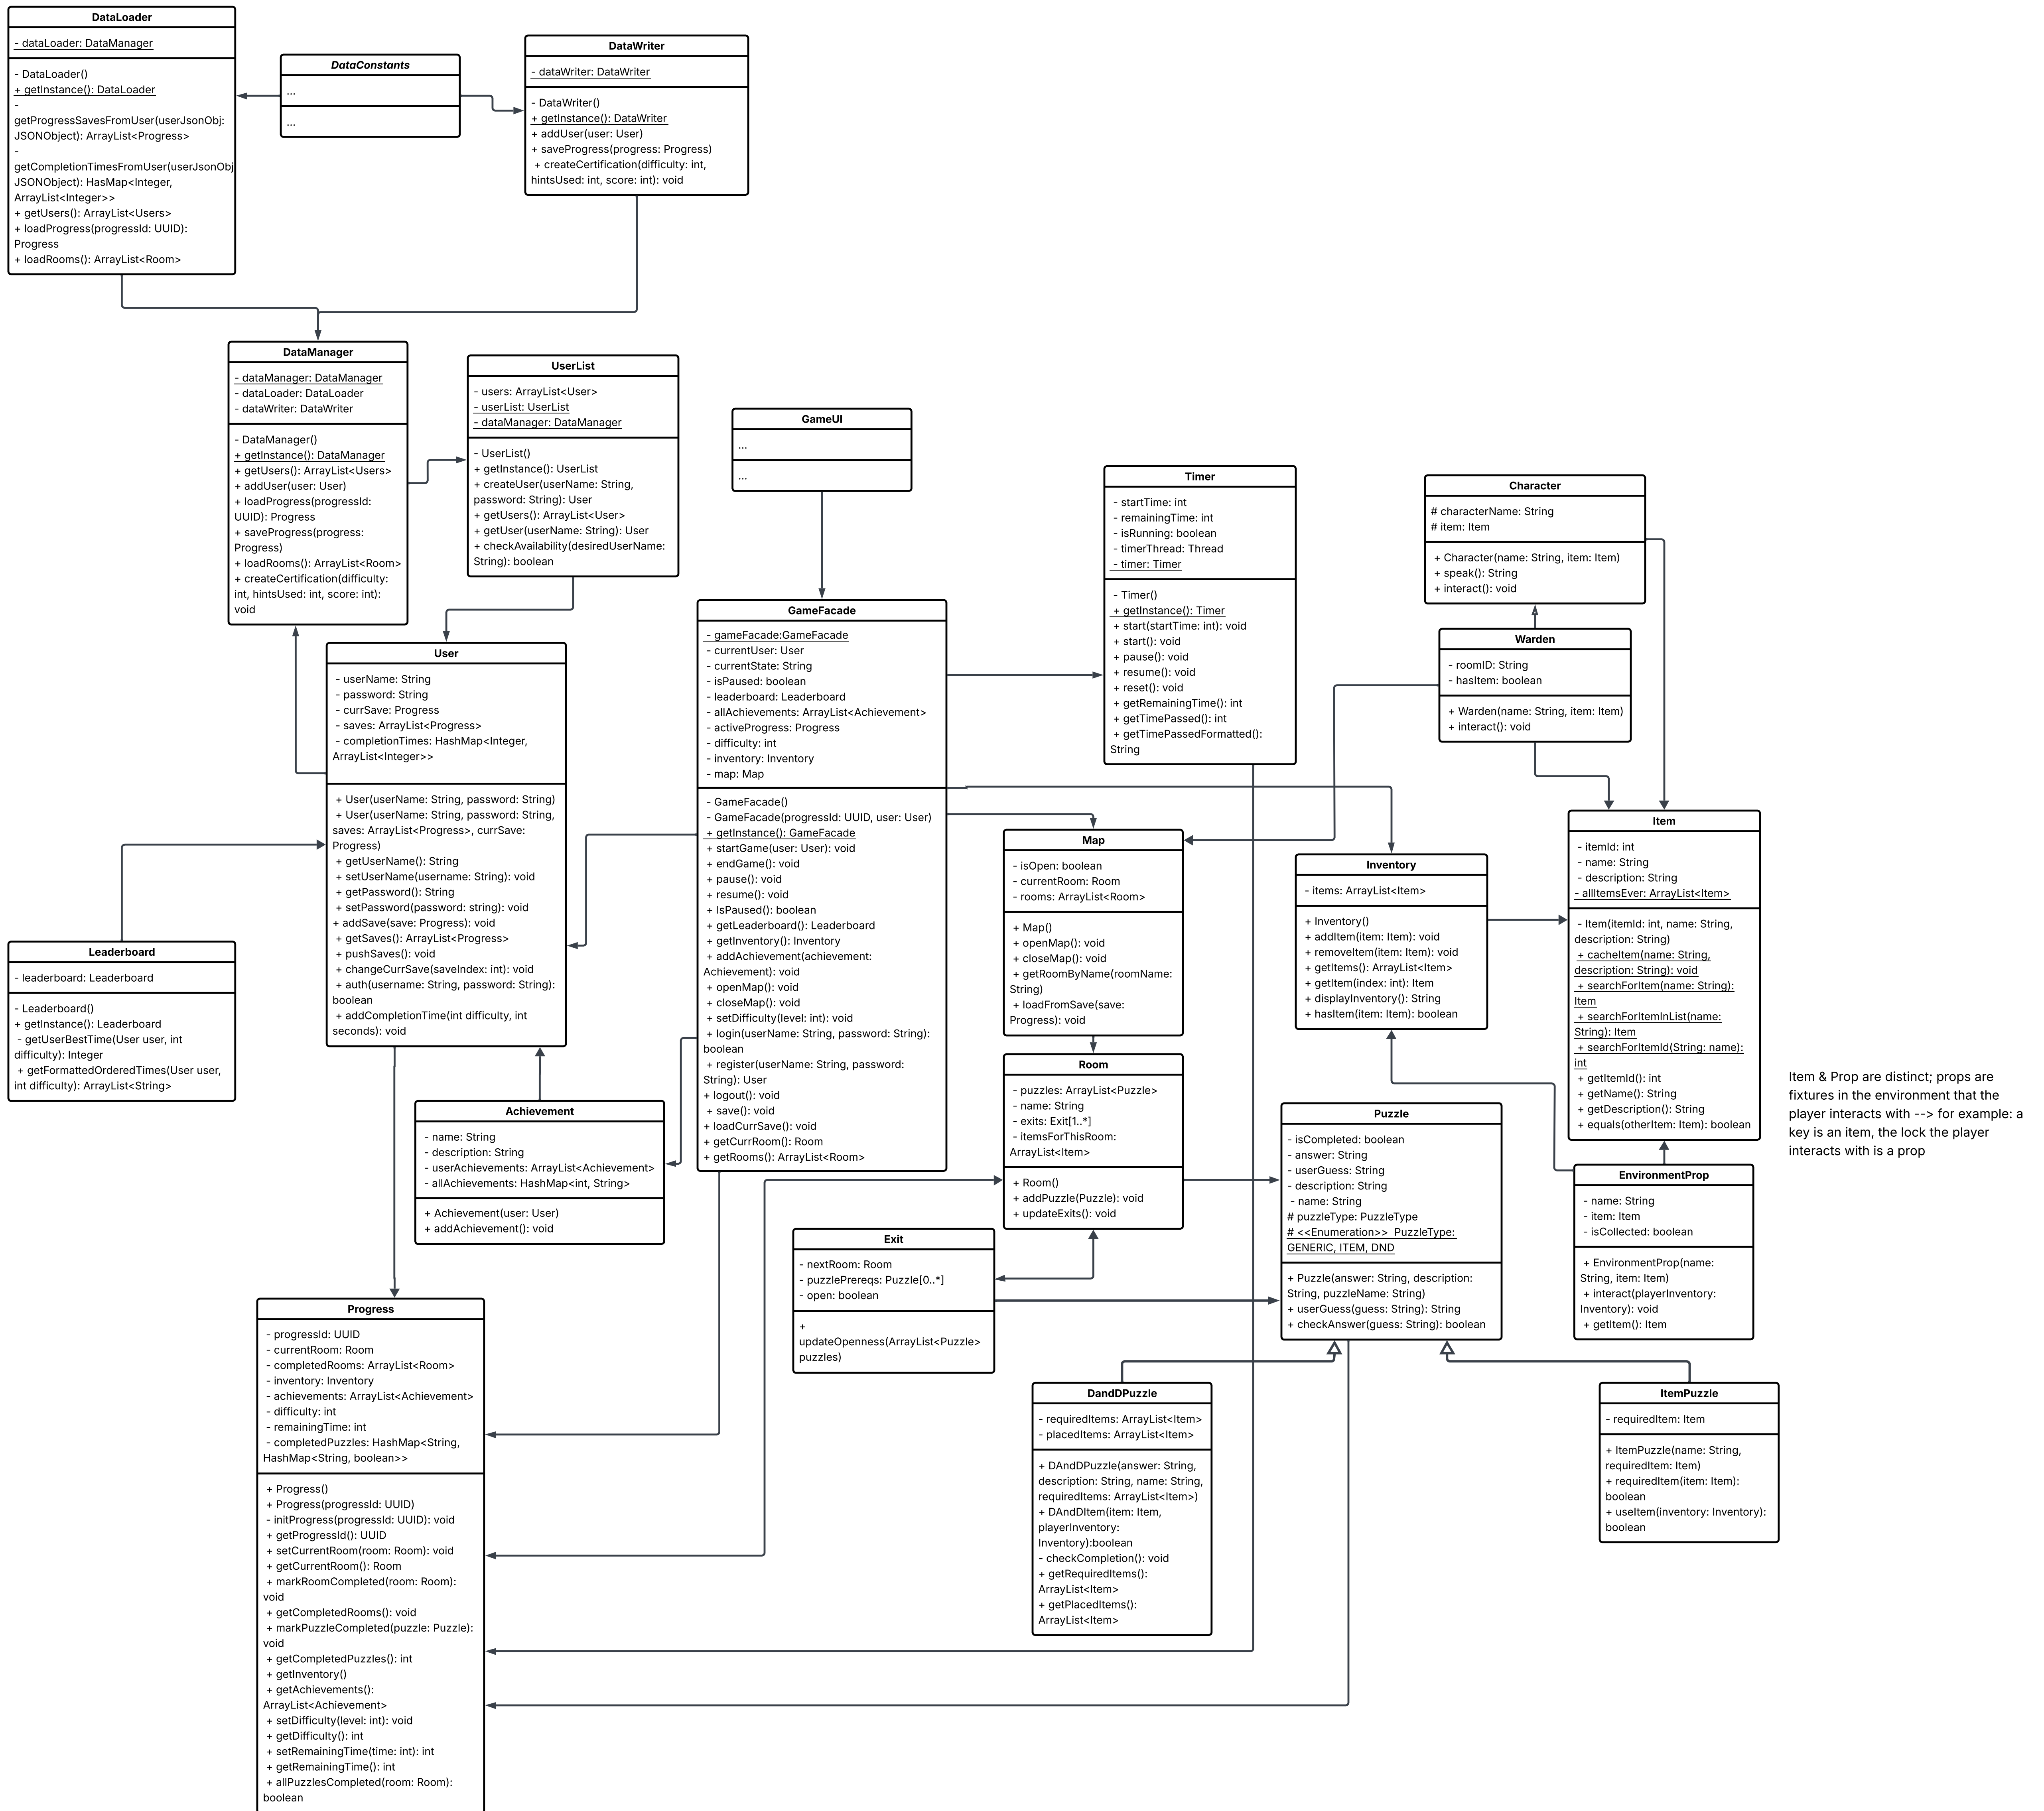 DataLoader
- dataLoader: DataManager
- DataLoader()
+ getInstance(): DataLoader
-
getProgressSavesFromUser(userJsonObj:
JSONObject): ArrayList<Progress>
-
getCompletionTimesFromUser(userJsonObj
JSONObject): HasMap<Integer,
ArrayList<Integer>>
+ getUsers(): ArrayList<Users>
+ loadProgress(progressId: UUID):
Progress
+ loadRooms(): ArrayList<Room>
DataConstants
...
...
DataWriter
- dataWriter: DataWriter
- DataWriter()
+ getInstance(): DataWriter
+ addUser(user: User)
+ saveProgress(progress: Progress)
+ createCertification(difficulty: int,
hintsUsed: int, score: int): void
DataManager
- dataManager: DataManager
- dataLoader: DataLoader
- dataWriter: DataWriter
- DataManager()
+ getInstance(): DataManager
+ getUsers(): ArrayList<Users>
+ addUser(user: User)
+ loadProgress(progressId:
UUID): Progress
+ saveProgress(progress:
Progress)
+ loadRooms(): ArrayList<Room>
+ createCertification(difficulty:
int, hintsUsed: int, score: int):
void
UserList
- users: ArrayList<User>
- userList: UserList
- dataManager: DataManager
- UserList()
+ getInstance(): UserList
+ createUser(userName: String,
password: String): User
+ getUsers(): ArrayList<User>
+ getUser(userName: String): User
+ checkAvailability(desiredUserName:
String): boolean
GameUI
...
...
Timer
- startTime: int
- remainingTime: int
- isRunning: boolean
- timerThread: Thread
- timer: Timer
- Timer()
+ getInstance(): Timer
+ start(startTime: int): void
+ start(): void
+ pause(): void
+ resume(): void
+ reset(): void
+ getRemainingTime(): int
+ getTimePassed(): int
+ getTimePassedFormatted():
String
Character
# characterName: String
# item: Item
+ Character(name: String, item: Item)
+ speak(): String
+ interact(): void
Warden
- roomID: String
- hasItem: boolean
+ Warden(name: String, item: Item)
+ interact(): void
User
- userName: String
- password: String
- currSave: Progress
- saves: ArrayList<Progress>
- completionTimes: HashMap<Integer,
ArrayList<Integer>>
+ User(userName: String, password: String)
+ User(userName: String, password: String,
saves: ArrayList<Progress>, currSave:
Progress)
+ getUserName(): String
+ setUserName(username: String): void
+ getPassword(): String
+ setPassword(password: string): void
+ addSave(save: Progress): void
+ getSaves(): ArrayList<Progress>
+ pushSaves(): void
+ changeCurrSave(saveIndex: int): void
+ auth(username: String, password: String):
boolean
+ addCompletionTime(int difficulty, int
seconds): void
GameFacade
- gameFacade:GameFacade
- currentUser: User
- currentState: String
- isPaused: boolean
- leaderboard: Leaderboard
- allAchievements: ArrayList<Achievement>
- activeProgress: Progress
- difficulty: int
- inventory: Inventory
- map: Map
- GameFacade()
- GameFacade(progressId: UUID, user: User)
+ getInstance(): GameFacade
+ startGame(user: User): void
+ endGame(): void
+ pause(): void
+ resume(): void
+ IsPaused(): boolean
+ getLeaderboard(): Leaderboard
+ getInventory(): Inventory
+ addAchievement(achievement:
Achievement): void
+ openMap(): void
+ closeMap(): void
+ setDifficulty(level: int): void
+ login(userName: String, password: String):
boolean
+ register(userName: String, password:
String): User
+ logout(): void
+ save(): void
+ loadCurrSave(): void
+ getCurrRoom(): Room
+ getRooms(): ArrayList<Room>
Map
- isOpen: boolean
- currentRoom: Room
- rooms: ArrayList<Room>
+ Map()
+ openMap(): void
+ closeMap(): void
+ getRoomByName(roomName:
String)
+ loadFromSave(save:
Progress): void
Inventory
- items: ArrayList<Item>
+ Inventory()
+ addItem(item: Item): void
+ removeItem(item: Item): void
+ getItems(): ArrayList<Item>
+ getItem(index: int): Item
+ displayInventory(): String
+ hasItem(item: Item): boolean
Item
- itemId: int
- name: String
- description: String
- allItemsEver: ArrayList<Item>
- Item(itemId: int, name: String,
description: String)
+ cacheItem(name: String,
description: String): void
+ searchForItem(name: String):
Item
+ searchForItemInList(name:
String): Item
+ searchForItemId(String: name):
int
+ getItemId(): int
+ getName(): String
+ getDescription(): String
+ equals(otherItem: Item): boolean
Item & Prop are distinct; props are
fixtures in the environment that the
player interacts with --> for example: a
key is an item, the lock the player
interacts with is a prop
Leaderboard
- leaderboard: Leaderboard
- Leaderboard()
+ getInstance(): Leaderboard
- getUserBestTime(User user, int
difficulty): Integer
+ getFormattedOrderedTimes(User user,
int difficulty): ArrayList<String>
Achievement
- name: String
- description: String
- userAchievements: ArrayList<Achievement>
- allAchievements: HashMap<int, String>
+ Achievement(user: User)
+ addAchievement(): void
Room
- puzzles: ArrayList<Puzzle>
- name: String
- exits: Exit[1..*]
- itemsForThisRoom:
ArrayList<Item>
+ Room()
+ addPuzzle(Puzzle): void
+ updateExits(): void
Puzzle
- isCompleted: boolean
- answer: String
- userGuess: String
- description: String
- name: String
# puzzleType: PuzzleType
# <<Enumeration>> PuzzleType:
GENERIC, ITEM, DND
+ Puzzle(answer: String, description:
String, puzzleName: String)
+ userGuess(guess: String): String
+ checkAnswer(guess: String): boolean
EnvironmentProp
- name: String
- item: Item
- isCollected: boolean
+ EnvironmentProp(name:
String, item: Item)
+ interact(playerInventory:
Inventory): void
+ getItem(): Item
Exit
- nextRoom: Room
- puzzlePrereqs: Puzzle[0..*]
- open: boolean
+
updateOpenness(ArrayList<Puzzle>
puzzles)
Progress
- progressId: UUID
- currentRoom: Room
- completedRooms: ArrayList<Room>
- inventory: Inventory
- achievements: ArrayList<Achievement>
- difficulty: int
- remainingTime: int
- completedPuzzles: HashMap<String,
HashMap<String, boolean>>
+ Progress()
+ Progress(progressId: UUID)
- initProgress(progressId: UUID): void
+ getProgressId(): UUID
+ setCurrentRoom(room: Room): void
+ getCurrentRoom(): Room
+ markRoomCompleted(room: Room):
void
+ getCompletedRooms(): void
+ markPuzzleCompleted(puzzle: Puzzle):
void
+ getCompletedPuzzles(): int
+ getInventory()
+ getAchievements():
ArrayList<Achievement>
+ setDifficulty(level: int): void
+ getDifficulty(): int
+ setRemainingTime(time: int): int
+ getRemainingTime(): int
+ allPuzzlesCompleted(room: Room):
boolean
DandDPuzzle
- requiredItems: ArrayList<Item>
- placedItems: ArrayList<Item>
+ DAndDPuzzle(answer: String,
description: String, name: String,
requiredItems: ArrayList<Item>)
+ DAndDItem(item: Item,
playerInventory:
Inventory):boolean
- checkCompletion(): void
+ getRequiredItems():
ArrayList<Item>
+ getPlacedItems():
ArrayList<Item>
ItemPuzzle
- requiredItem: Item
+ ItemPuzzle(name: String,
requiredItem: Item)
+ requiredItem(item: Item):
boolean
+ useItem(inventory: Inventory):
boolean